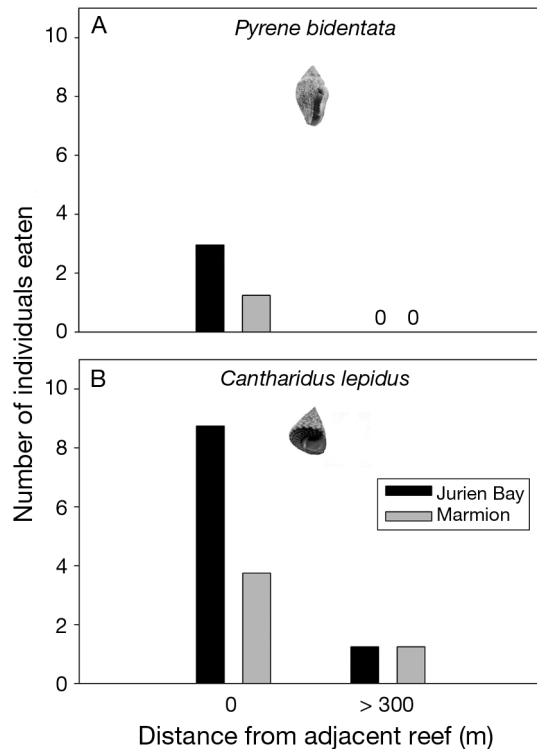 Number of individuals eaten
A
Pyrene bidentata
10
8
6
4
2
0
0 0
B
Cantharidus lepidus
10
8
6
4
2
0
Jurien Bay
Marmion
0 > 300
Distance from adjacent reef (m)